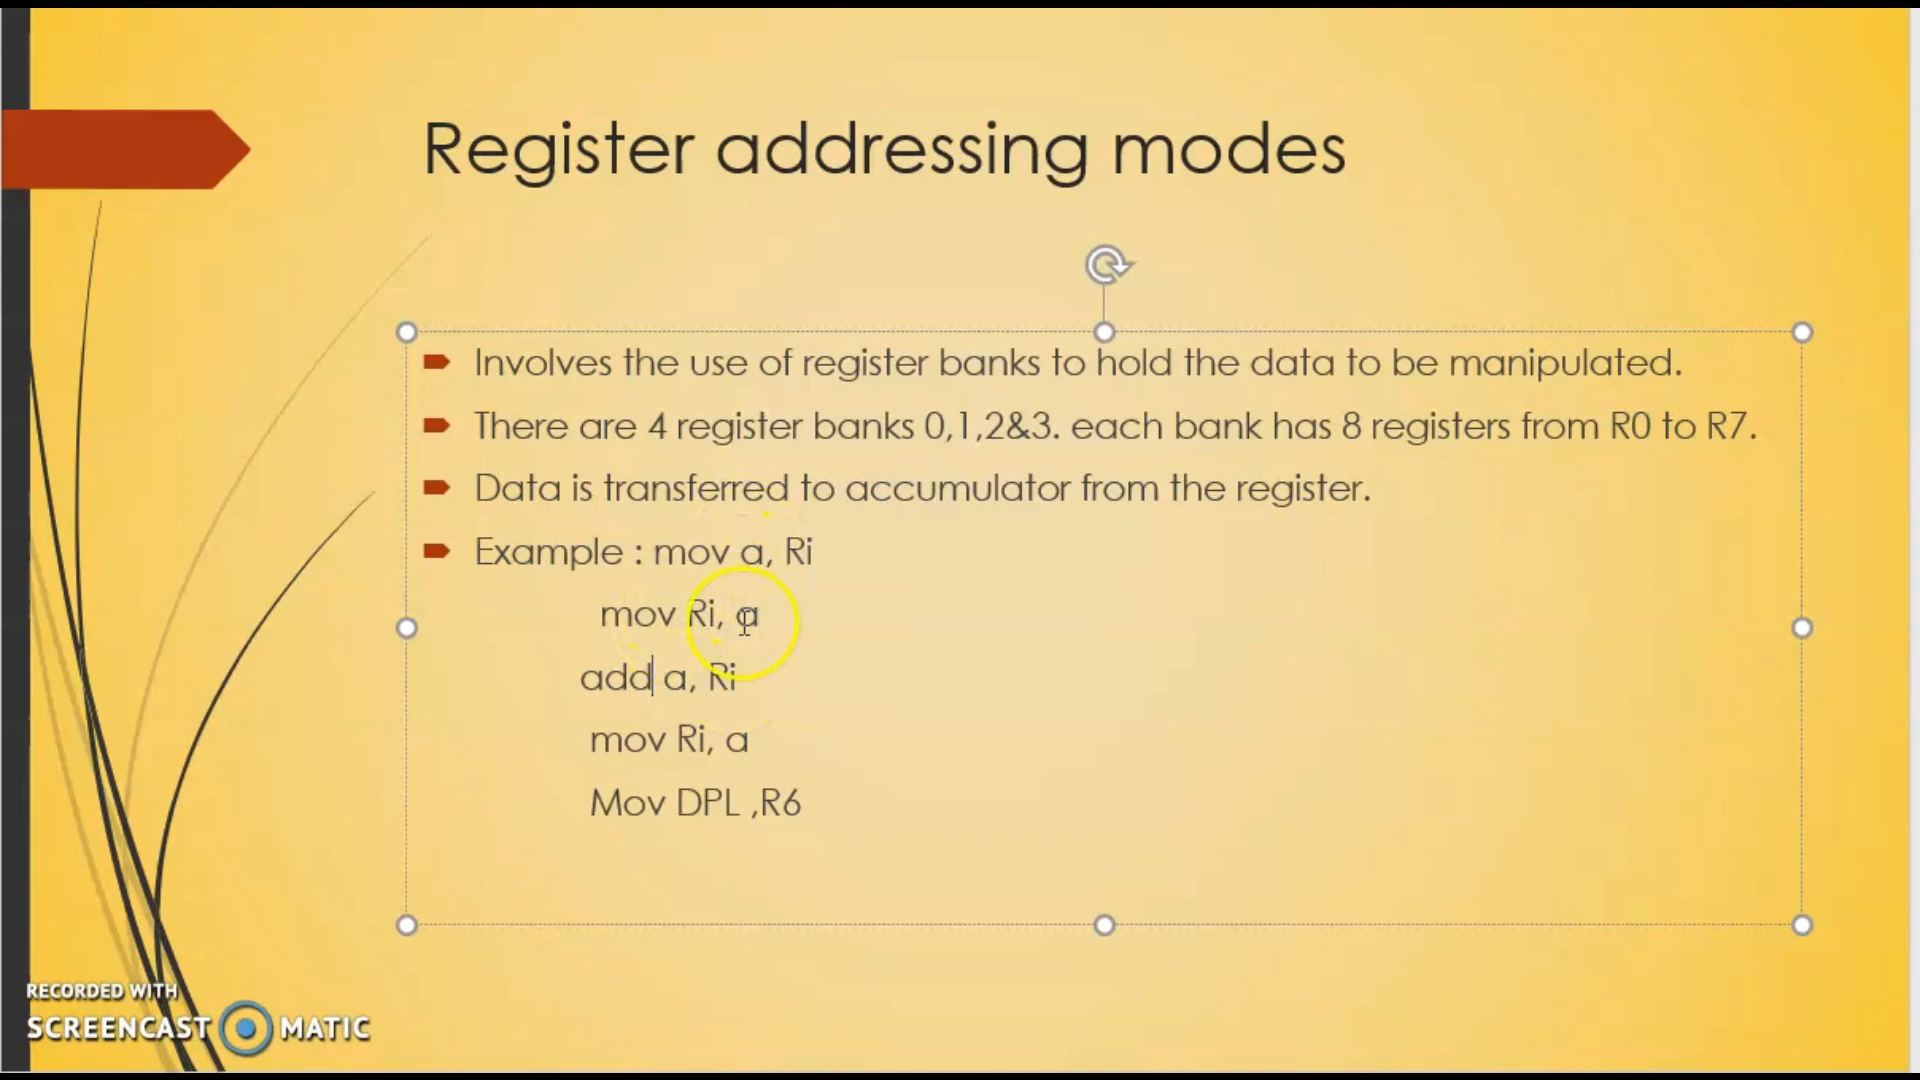 Register addressing modes
Involves the use of register banks to hold the data to be manipulated.
There are 4 register banks 0,1,2&3. each bank has 8 registers from R0 to R7.
Data is transferred to accumulator from the register.
Example : mov a, Ri
mov Ri, a
add a, Ri
mov Ri, a
Mov DPL ,R6
RECORDED WITH
SCREENCAST MATIC